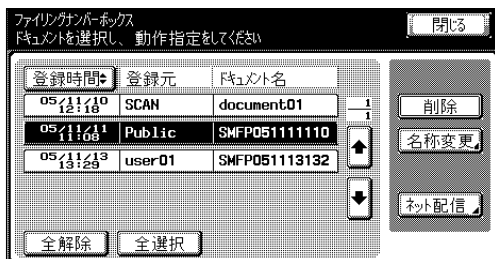 ファイリングナンバーボックス
ドキュメントを選択し、動作指定をしてください
閉じる
登録時間 登録元 ドキュメント名
05/11/10 12:18 SCAN document01
05/11/11 11:08 Public SMFP051111110
05/11/13 13:29 user01 SMFP051113132
1
1
削除
名称変更
ネット配信
全解除 全選択